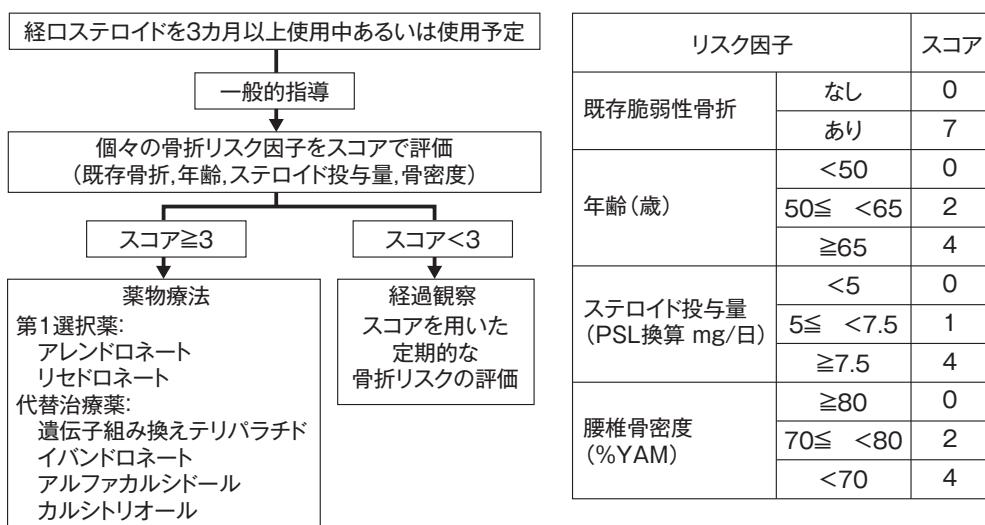 経口ステロイドを3カ月以上使用中あるいは使用予定
一般的指導
個々の骨折リスク因子をスコアで評価
(既存骨折,年齢,ステロイド投与量,骨密度)
スコア≧3
スコア<3
薬物療法
第1選択薬:
アレンドロネート
リセドロネート
代替治療薬:
遺伝子組み換えテリパラチド
イバンドロネート
アルファカルシドール
カルシトリオール
経過観察
スコアを用いた
定期的な
骨折リスクの評価
リスク因子 スコア
既存脆弱性骨折
なし 0
あり 7
年齢(歳)
<50 0
50≦ <65 2
≧65 4
ステロイド投与量
(PSL換算 mg/日)
<5 0
5≦ <7.5 1
≧7.5 4
腰椎骨密度
(%YAM)
≧80 0
70≦ <80 2
<70 4